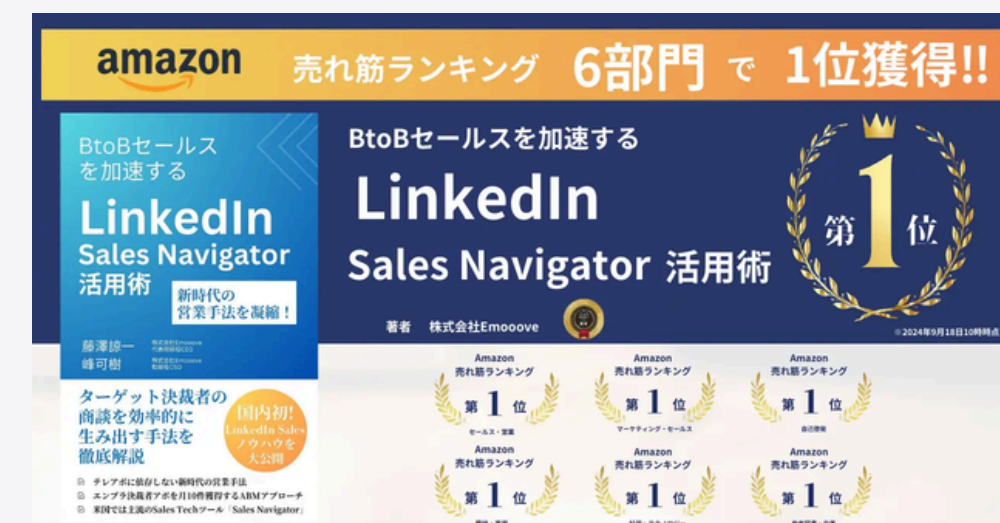 amazon 売れ筋ランキング 6部門 で 1位獲得!!
BtoBセールス
を加速する
LinkedIn
Sales Navigator
活用術
新時代の
営業手法を凝縮！
藤澤諒一
峰可樹
ターゲット決裁者の
商談を効率的に
生み出す手法を
徹底解説
国内初!
LinkedIn Sales
ノウハウを
大公開
テレアポに依存しない新時代の営業手法
エンプラ決裁者アポを月10件獲得するABMアプローチ
米国では主流のSales Techツール「Sales Navigator」
BtoBセールスを加速する
LinkedIn
Sales Navigator 活用術
著者 株式会社Emooove
第 1 位
※2024年9月18日10時時点
Amazon
売れ筋ランキング
第 1 位
セールス・営業
Amazon
売れ筋ランキング
第 1 位
マーケティング・セールス
Amazon
売れ筋ランキング
第 1 位
自己啓発
Amazon
売れ筋ランキング
第 1 位
Amazon
売れ筋ランキング
第 1 位
Amazon
売れ筋ランキング
第 1 位